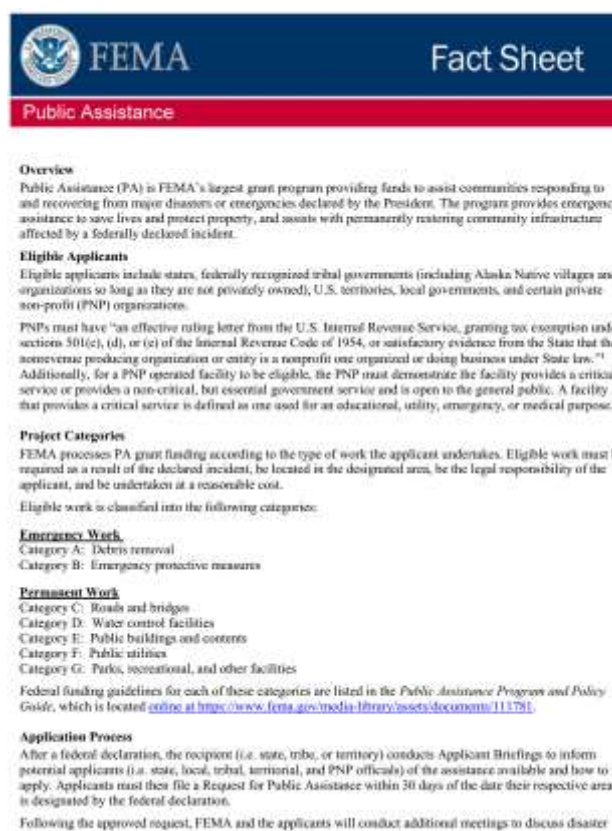 FEMA
Fact Sheet
Public Assistance
Overview
Public Assistance (PA) is FEMA's largest grant program providing funds to assist communities responding to
and recovering from major disasters or emergencies declared by the President. The program provides emergenc
assistance to save lives and protect property, and assists with permanently restoring community infrastructure
affected by a federally declared incident.
Eligible Applicants
Eligible applicants include states, federally recognized tribal governments (including Alaska Native villages an
organizations so long as they are not privately owned), U.S. territories, local governments, and certain private
non-profit (PNP) organizations.
PNPs must have "an effective ruling letter from the U.S. Internal Revenue Service, granting tax exemption und
sections 501(c), (d), or (e) of the Internal Revenue Code of 1954, or satisfactory evidence from the State that th
nonrevenue producing organization or entity is a nonprofit one organized or doing business under State law."¹
Additionally, for a PNP operated facility to be eligible, the PNP must demonstrate the facility provides a critica
service or provides a non-critical, but essential government service and is open to the general public. A facility
that provides a critical service is defined as one used for an educational, utility, emergency, or medical purpose.
Project Categories
FEMA processes PA grant funding according to the type of work the applicant undertakes. Eligible work must
required as a result of the declared incident, be located in the designated area, be the legal responsibility of the
applicant, and be undertaken at a reasonable cost.
Eligible work is classified into the following categories:
Emergency Work
Category A: Debris removal
Category B: Emergency protective measures
Permanent Work
Category C: Roads and bridges
Category D: Water control facilities
Category E: Public buildings and contents
Category F: Public utilities
Category G: Parks, recreational, and other facilities
Federal funding guidelines for each of these categories are listed in the Public Assistance Program and Policy
Guide, which is located online at https://www.fema.gov/media-library/assets/documents/111781.
Application Process
After a federal declaration, the recipient (i.e. state, tribe, or territory) conducts Applicant Briefings to inform
potential applicants (i.e. state, local, tribal, territorial, and PNP officials) of the assistance available and how to
apply. Applicants must then file a Request for Public Assistance within 30 days of the date their respective area
is designated by the federal declaration.
Following the approved request, FEMA and the applicants will conduct additional meetings to discuss disaster